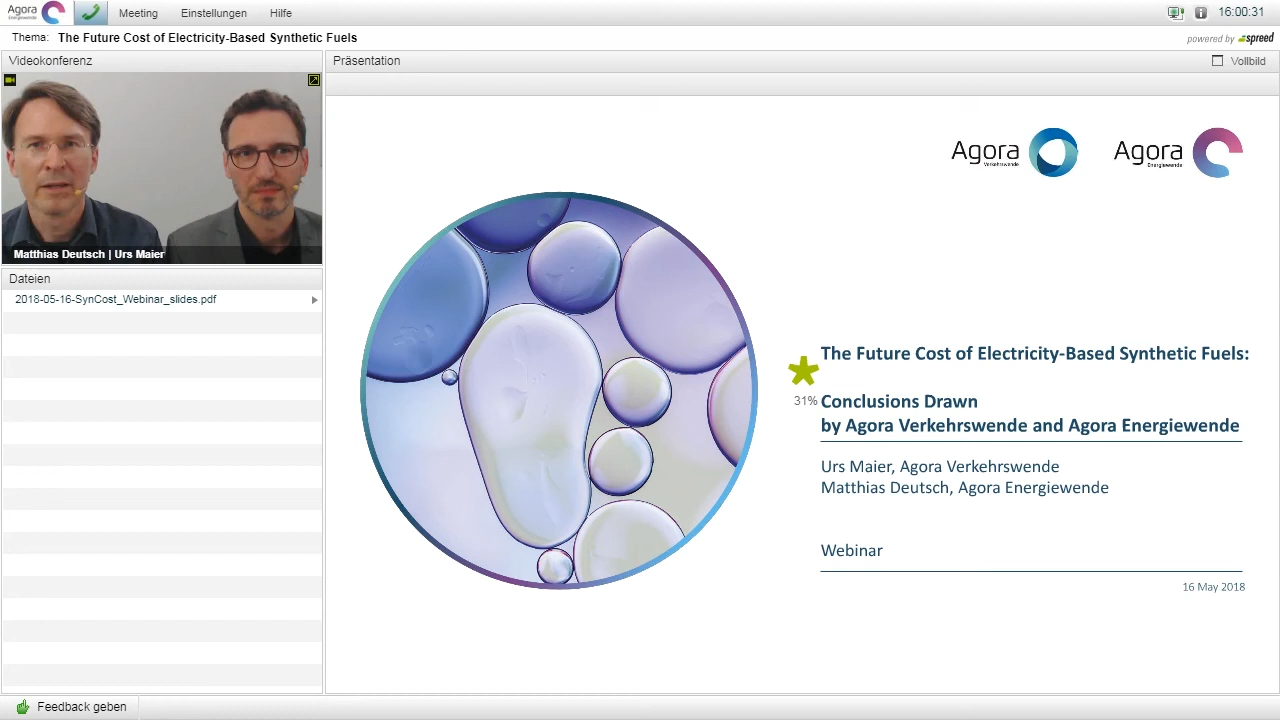 Agora
Energiewende
Meeting
Einstellungen
Hilfe
16:00:31
Thema: The Future Cost of Electricity-Based Synthetic Fuels
powered by spreed
Videokonferenz
Matthias Deutsch | Urs Maier
Dateien
2018-05-16-SynCost_Webinar_slides.pdf
Präsentation
Vollbild
Agora
Verkehrswende
Agora
Energiewende
The Future Cost of Electricity-Based Synthetic Fuels:
31%
Conclusions Drawn
by Agora Verkehrswende and Agora Energiewende
Urs Maier, Agora Verkehrswende
Matthias Deutsch, Agora Energiewende
Webinar
16 May 2018
Feedback geben